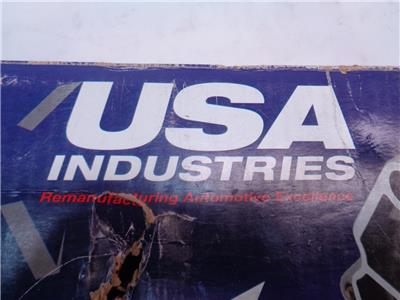 USA
INDUSTRIES
Remanufacturing Automotive Excellence